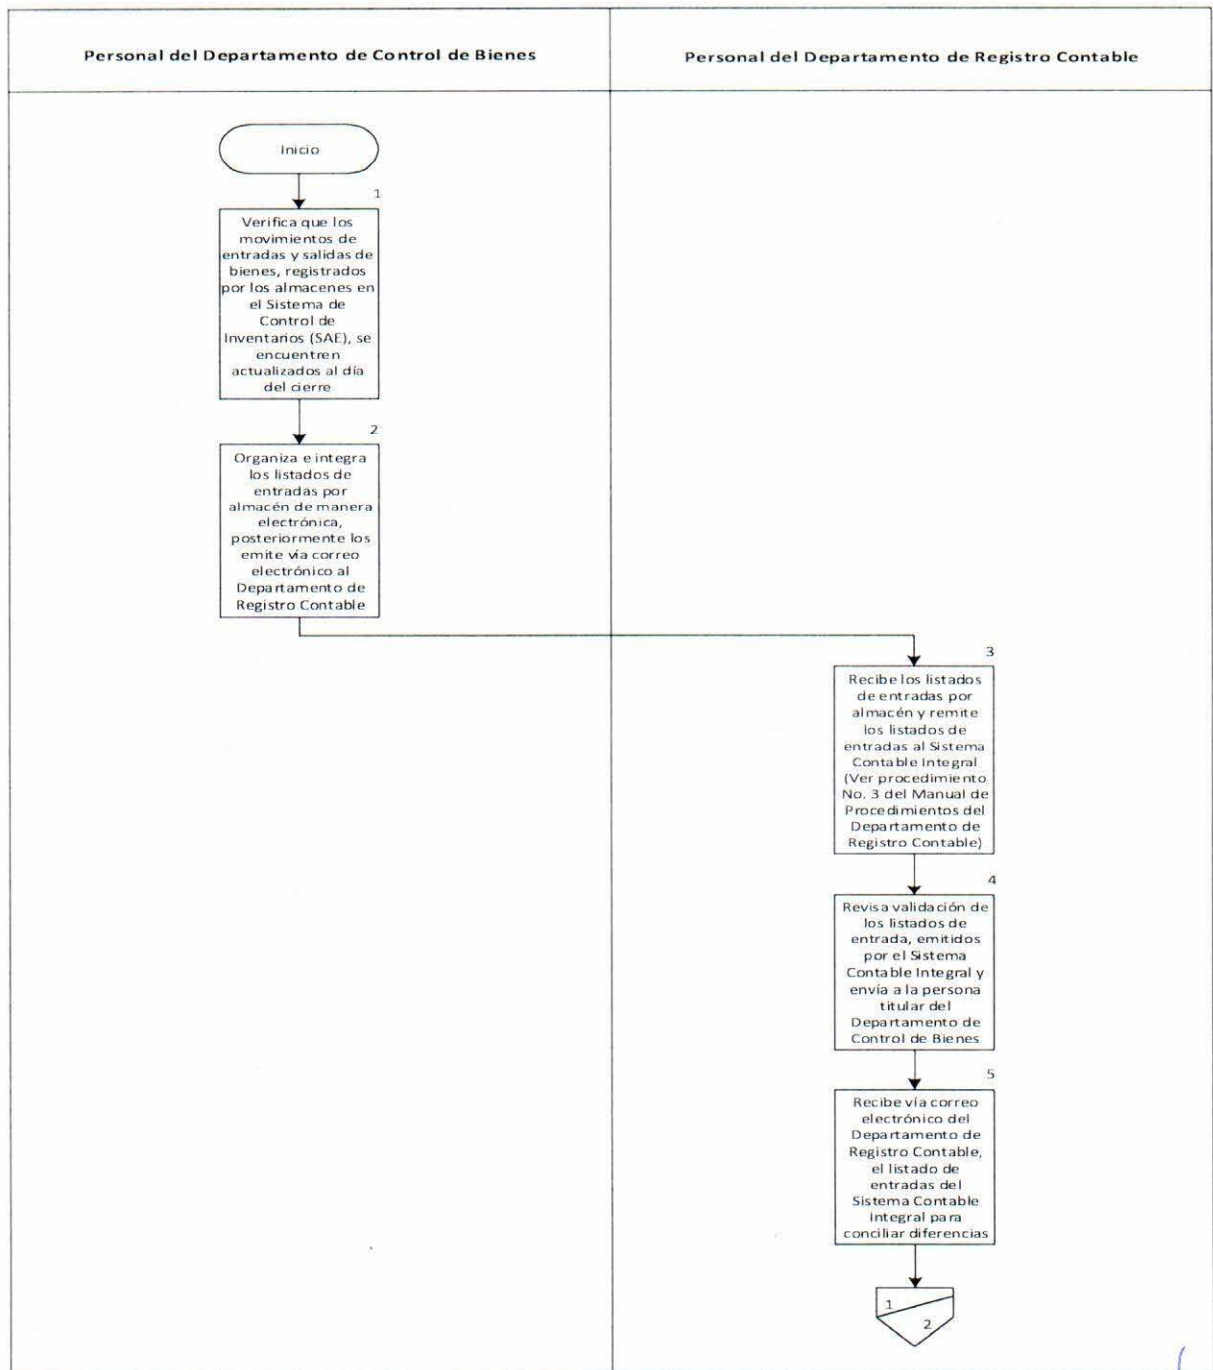 Personal del Departamento de Control de Bienes
Personal del Departamento de Registro Contable
Inicio
1
Verifica que los
movimientos de
entradas y salidas de
bienes, registrados
por los almacenes en
el Sistema de
Control de
Inventarios (SAE), se
encuentren
actualizados al día
del cierre
2
Organiza e integra
los listados de
entradas por
almacén de manera
electrónica,
posteriormente los
emite vía correo
electrónico al
Departamento de
Registro Contable
3
Recibe los listados
de entradas por
almacén y remite
los listados de
entradas al Sistema
Contable Integral
(Ver procedimiento
No. 3 del Manual de
Procedimientos del
Departamento de
Registro Contable)
4
Revisa validación de
los listados de
entrada, emitidos
por el Sistema
Contable Integral y
envía a la persona
titular del
Departamento de
Control de Bienes
5
Recibe vía correo
electrónico del
Departamento de
Registro Contable,
el listado de
entradas del
Sistema Contable
Integral para
conciliar diferencias
1
2